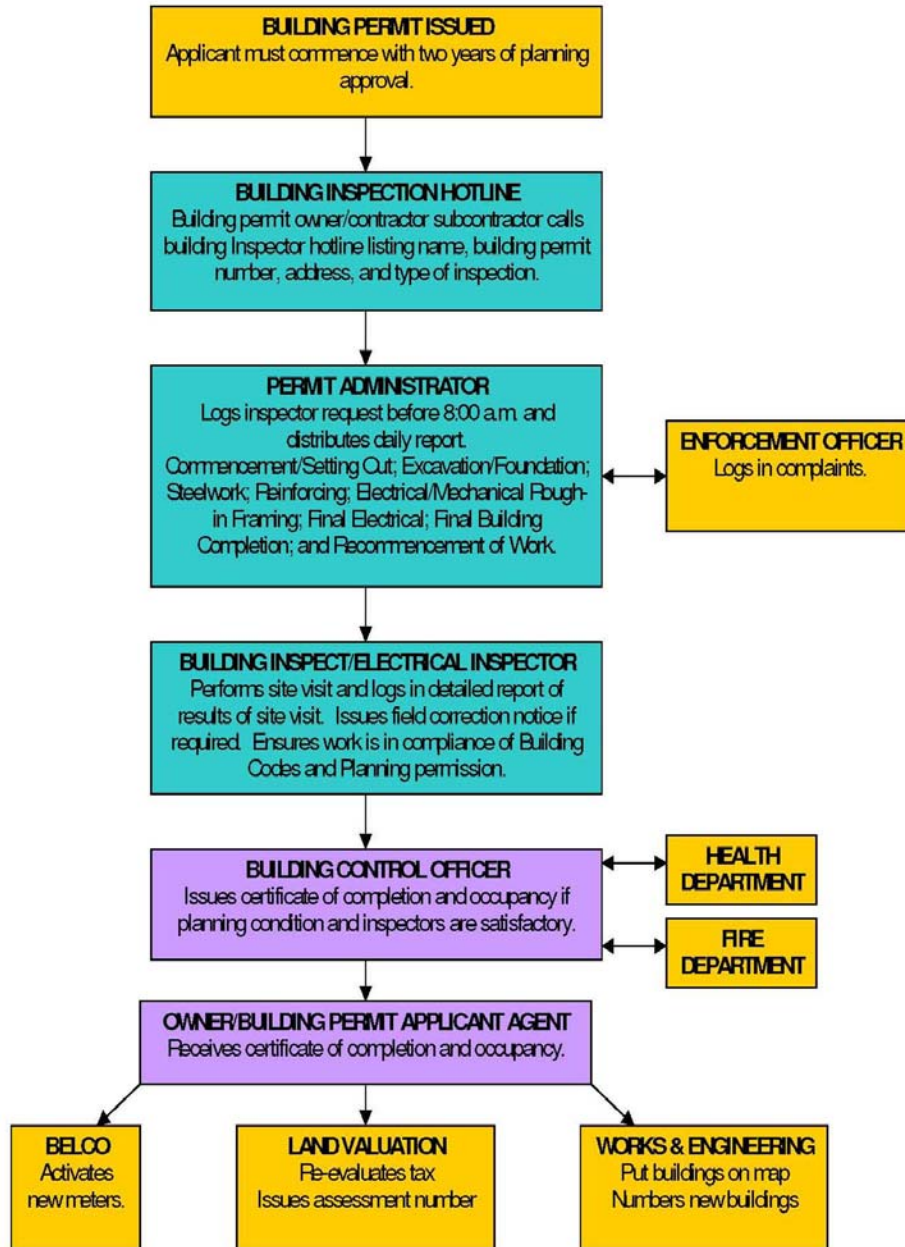 BUILDING PERMIT ISSUED
Applicant must commence with two years of planning
approval.
BUILDING INSPECTION HOTLINE
Building permit owner/contractor subcontractor calls
building Inspector hotline listing name, building permit
number, address, and type of inspection.
PERMIT ADMINISTRATOR
Logs inspector request before 8:00 a.m. and
distributes daily report.
Commencement/Setting Out; Excavation/Foundation;
Steelwork; Reinforcing; Electrical/Mechanical Rough-
in Framing; Final Electrical; Final Building
Completion; and Recommencement of Work.
ENFORCEMENT OFFICER
Logs in complaints.
BUILDING INSPECT/ELECTRICAL INSPECTOR
Performs site visit and logs in detailed report of
results of site visit. Issues field correction notice if
required. Ensures work is in compliance of Building
Codes and Planning permission.
BUILDING CONTROL OFFICER
Issues certificate of completion and occupancy if
planning condition and inspectors are satisfactory.
HEALTH
DEPARTMENT
FIRE
DEPARTMENT
OWNER/BUILDING PERMIT APPLICANT AGENT
Receives certificate of completion and occupancy.
BELCO
Activates
new meters.
LAND VALUATION
Re-evaluates tax
Issues assessment number
WORKS & ENGINEERING
Put buildings on map
Numbers new buildings